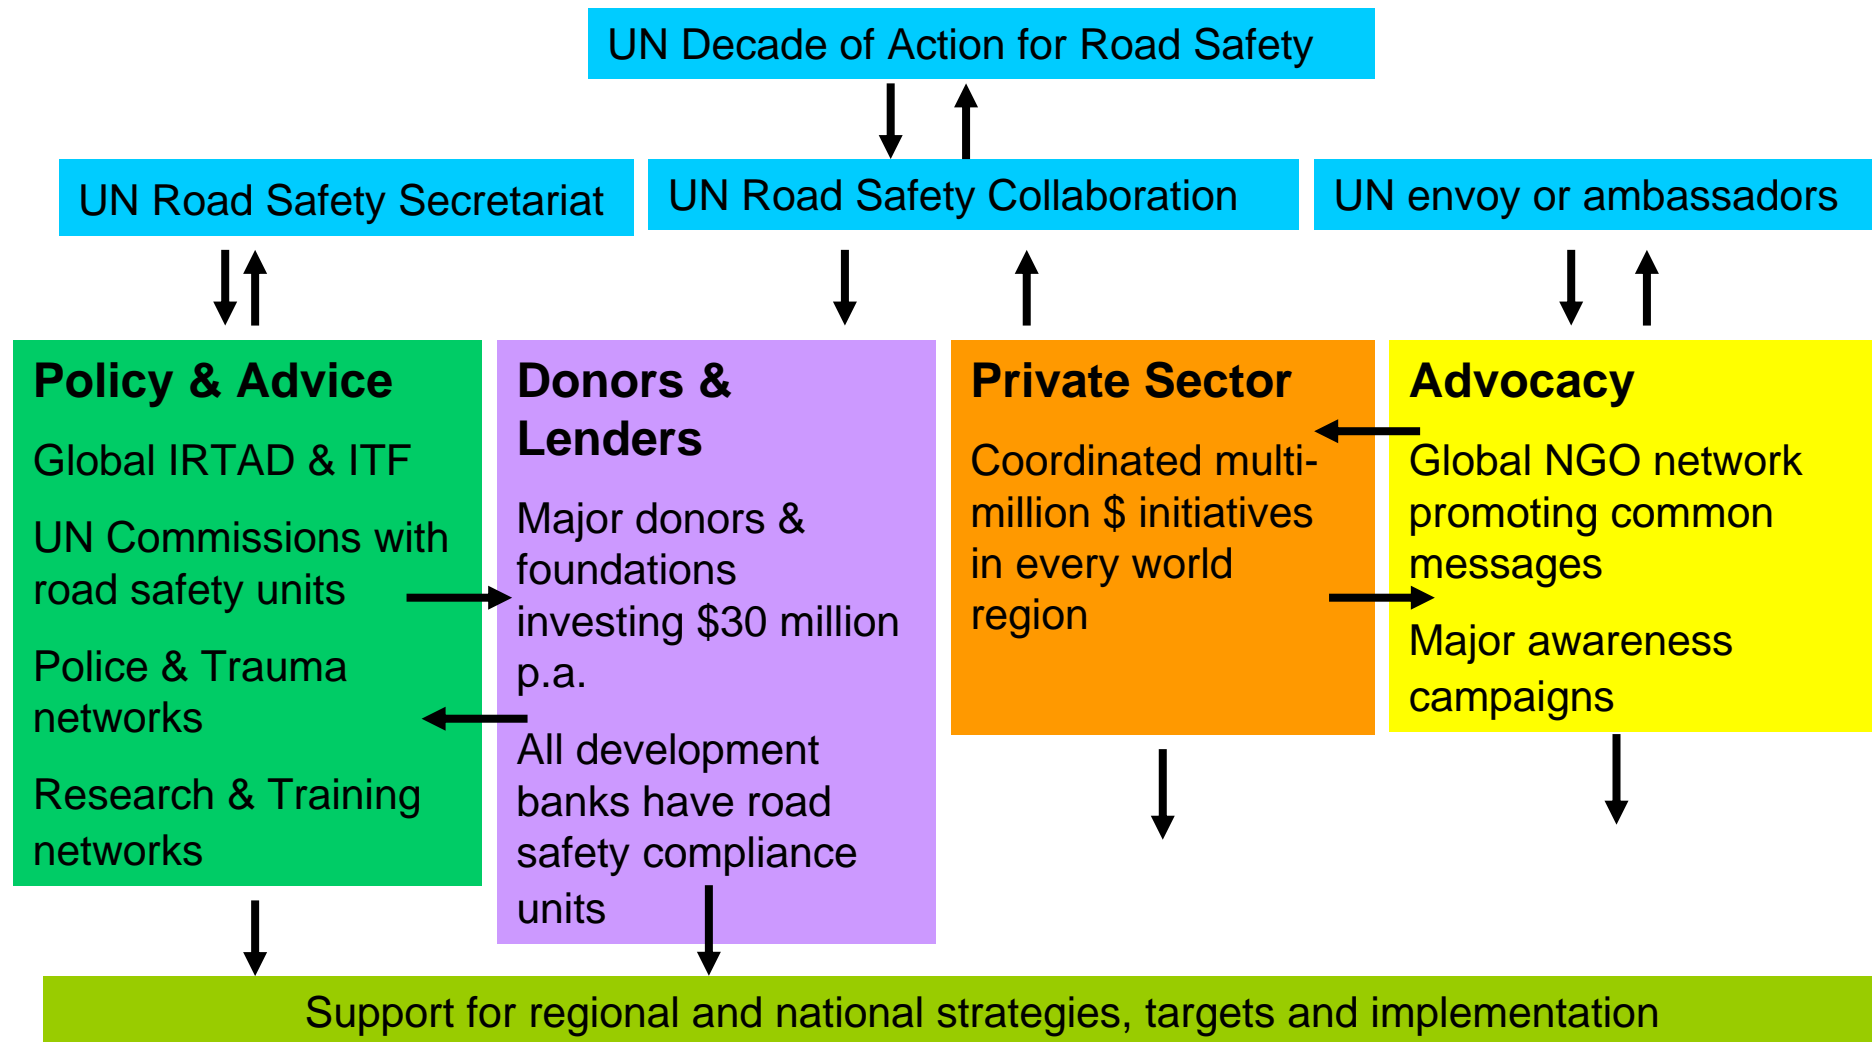 UN Decade of Action for Road Safety
UN Road Safety Secretariat
UN Road Safety Collaboration
UN envoy or ambassadors
Policy & Advice
Global IRTAD & ITF
UN Commissions with
road safety units
Police & Trauma
networks
Research & Training
networks
Donors &
Lenders
Major donors &
foundations
investing $30 million
p.a.
All development
banks have road
safety compliance
units
Private Sector
Coordinated multi-
million $ initiatives
in every world
region
Advocacy
Global NGO network
promoting common
messages
Major awareness
campaigns
Support for regional and national strategies, targets and implementation